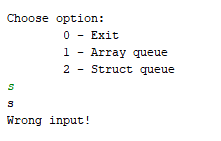 Choose option:
0 - Exit
1 - Array queue
2 - Struct queue
s
s
Wrong input!